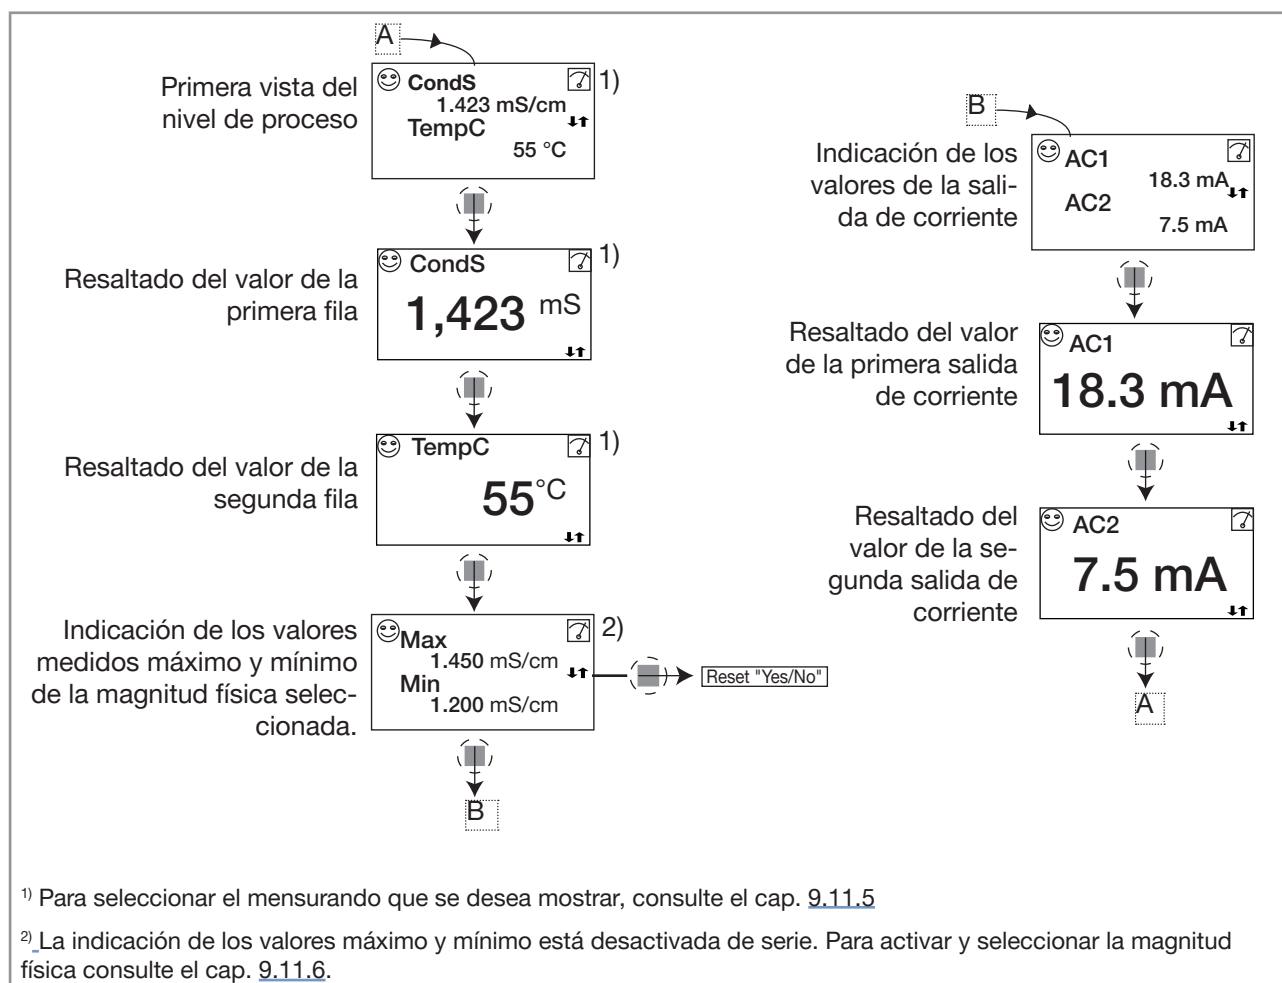 A
Primera vista del
nivel de proceso
CondS
1)
1.423 mS/cm
TempC
55 °C
Resaltado del valor de la
primera fila
CondS
1)
1,423 mS
Resaltado del valor de la
segunda fila
TempC
1)
55°C
Indicación de los valores
medidos máximo y mínimo
de la magnitud física selec-
cionada.
Max
2)
1.450 mS/cm
Min
1.200 mS/cm
Reset "Yes/No"
B
B
Indicación de los
valores de la sali-
da de corriente
AC1
18.3 mA
AC2
7.5 mA
Resaltado del valor
de la primera salida
de corriente
AC1
18.3 mA
Resaltado del
valor de la se-
gunda salida de
corriente
AC2
7.5 mA
A
1) Para seleccionar el mensurando que se desea mostrar, consulte el cap. 9.11.5
2) La indicación de los valores máximo y mínimo está desactivada de serie. Para activar y seleccionar la magnitud
física consulte el cap. 9.11.6.